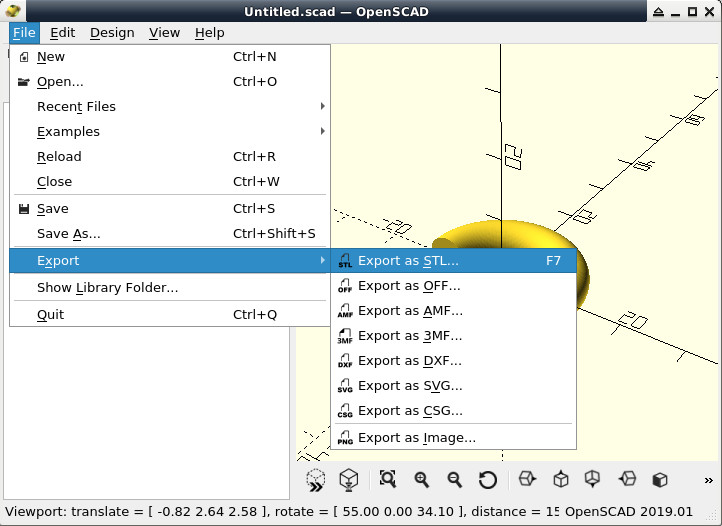 Untitled.scad — OpenSCAD
File Edit Design View Help
New Ctrl+N
Open... Ctrl+O
Recent Files
Examples
Reload Ctrl+R
Close Ctrl+W
Save Ctrl+S
Save As... Ctrl+Shift+S
Export
Show Library Folder...
Quit Ctrl+Q
STL Export as STL... F7
OFF Export as OFF...
AMF Export as AMF...
3MF Export as 3MF...
DXF Export as DXF...
SVG Export as SVG...
CSG Export as CSG...
PNG Export as Image...
20
20
20
20
Viewport: translate = [ -0.82 2.64 2.58 ], rotate = [ 55.00 0.00 34.10 ], distance = 15 OpenSCAD 2019.01